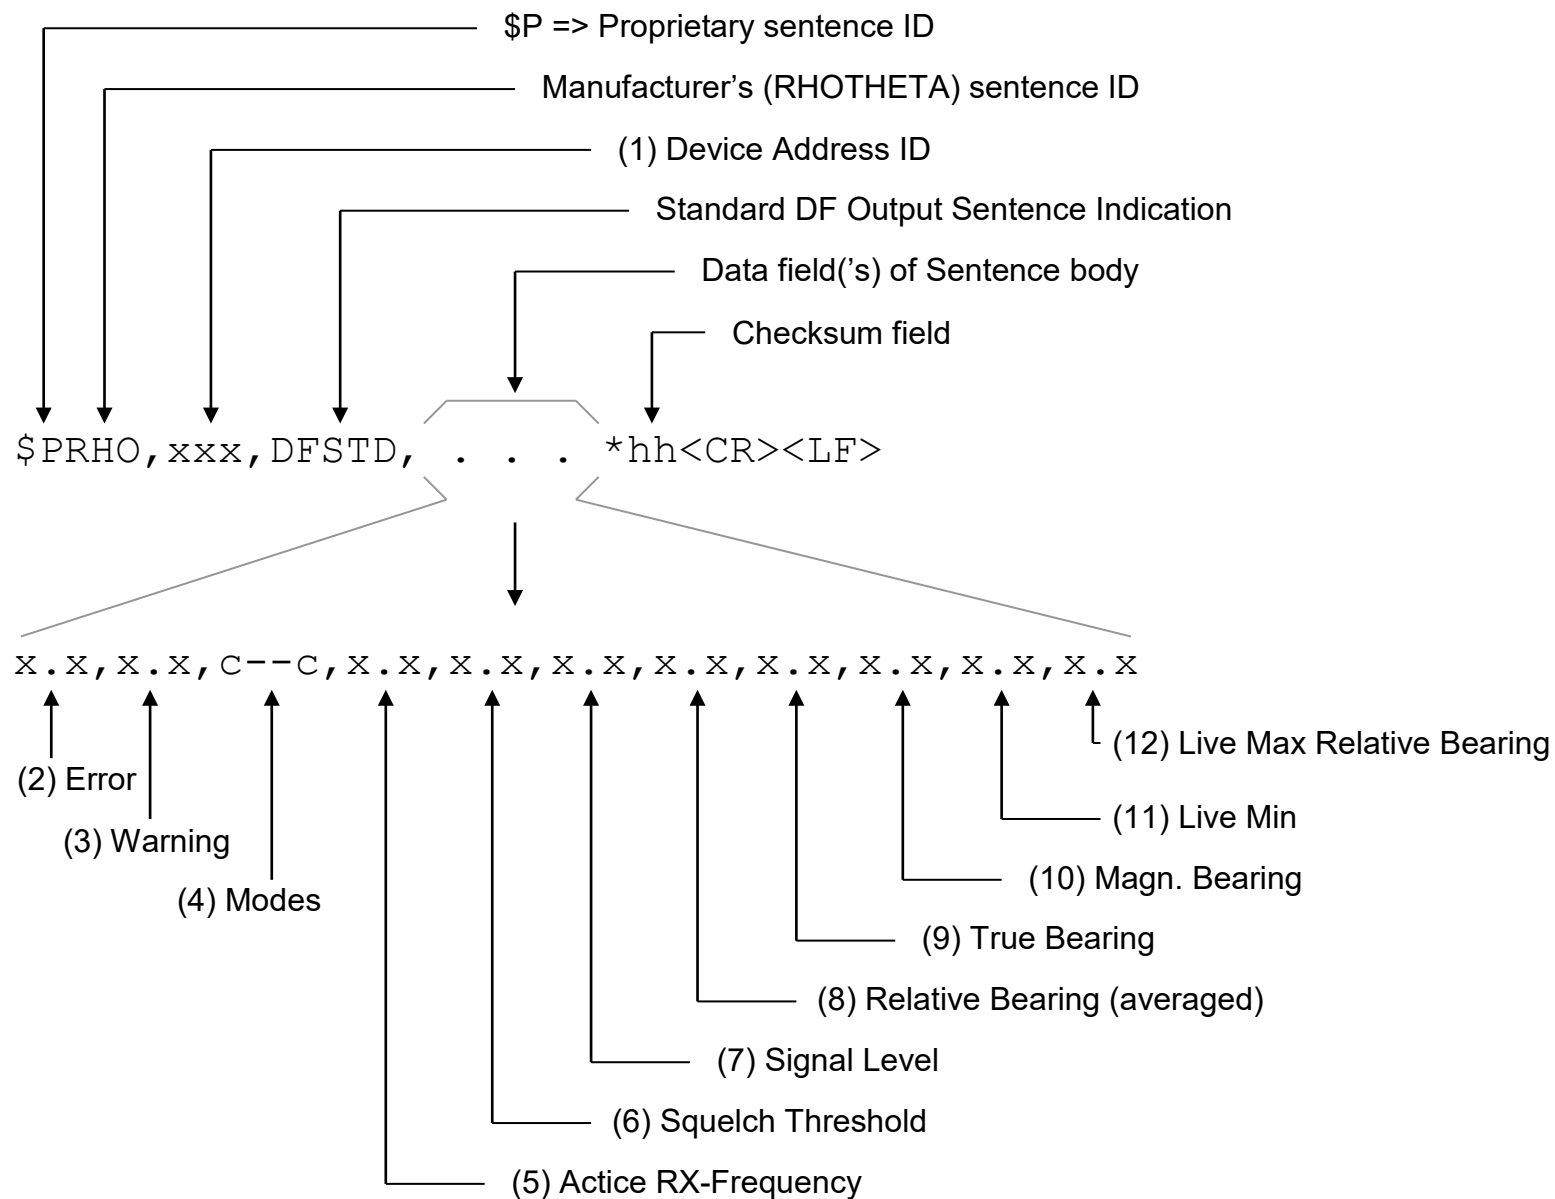 $P => Proprietary sentence ID
Manufacturer’s (RHOTHETA) sentence ID
(1) Device Address ID
Standard DF Output Sentence Indication
Data field(’s) of Sentence body
Checksum field
$PRHO,xxx,DFSTD, . . . *hh<CR><LF>
x.x,x.x,c--c,x.x,x.x,x.x,x.x,x.x,x.x,x.x,x.x
(12) Live Max Relative Bearing
(2) Error
(11) Live Min
(3) Warning
(10) Magn. Bearing
(4) Modes
(9) True Bearing
(8) Relative Bearing (averaged)
(7) Signal Level
(6) Squelch Threshold
(5) Actice RX-Frequency